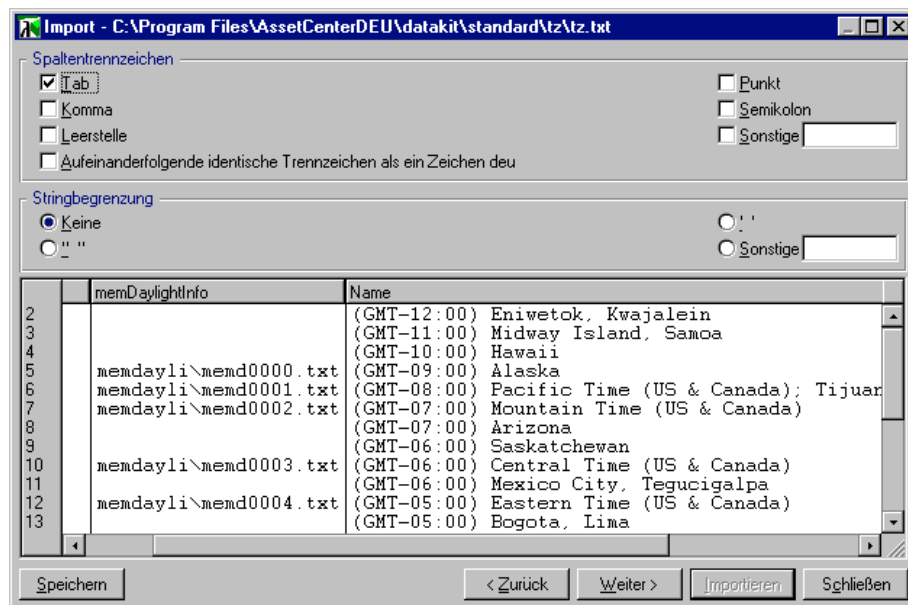 Import - C:\Program Files\AssetCenterDEU\datakit\standard\tz\tz.txt
Spaltentrennzeichen
Tab
Punkt
Komma
Semikolon
Leerstelle
Sonstige
Aufeinanderfolgende identische Trennzeichen als ein Zeichen deu
Stringbegrenzung
Keine
' '
" "
Sonstige
memDaylightInfo Name
2 (GMT-12:00) Eniwetok, Kwajalein
3 (GMT-11:00) Midway Island, Samoa
4 (GMT-10:00) Hawaii
5 memdayli\memd0000.txt (GMT-09:00) Alaska
6 memdayli\memd0001.txt (GMT-08:00) Pacific Time (US & Canada); Tijuan
7 memdayli\memd0002.txt (GMT-07:00) Mountain Time (US & Canada)
8 (GMT-07:00) Arizona
9 (GMT-06:00) Saskatchewan
10 memdayli\memd0003.txt (GMT-06:00) Central Time (US & Canada)
11 (GMT-06:00) Mexico City, Tegucigalpa
12 memdayli\memd0004.txt (GMT-05:00) Eastern Time (US & Canada)
13 (GMT-05:00) Bogota, Lima
Speichern < Zurück Weiter > Importieren Schließen